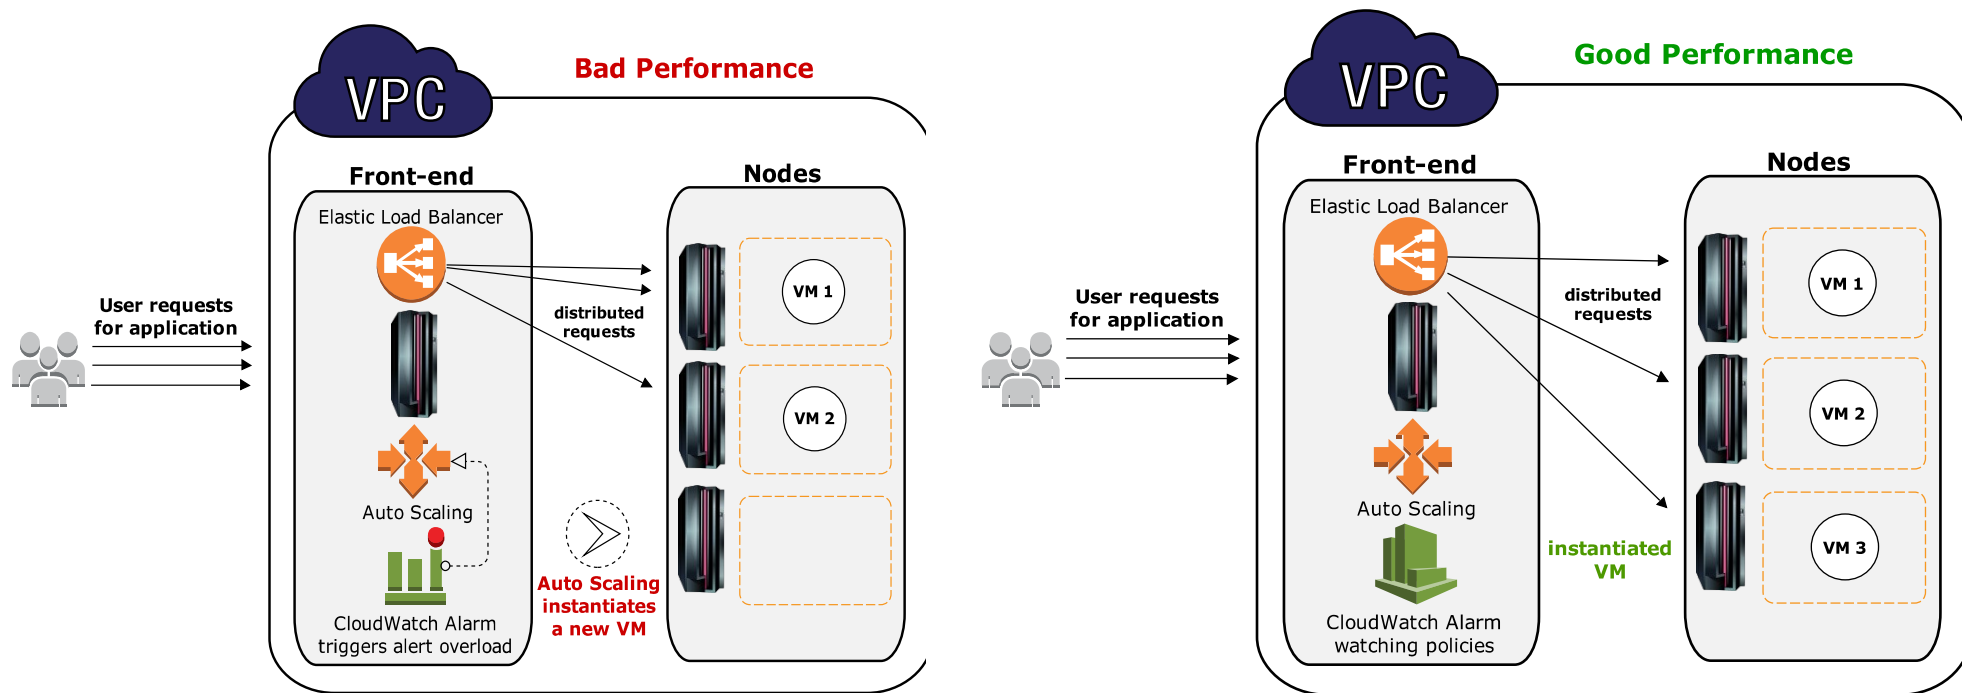 VPC
Bad Performance
Front-end
Nodes
Elastic Load Balancer
VM 1
User requests
for application
distributed
requests
VM 2
Auto Scaling
Auto Scaling
instantiates
a new VM
CloudWatch Alarm
triggers alert overload
VPC
Good Performance
Front-end
Nodes
Elastic Load Balancer
VM 1
User requests
for application
distributed
requests
VM 2
Auto Scaling
instantiated
VM
VM 3
CloudWatch Alarm
watching policies